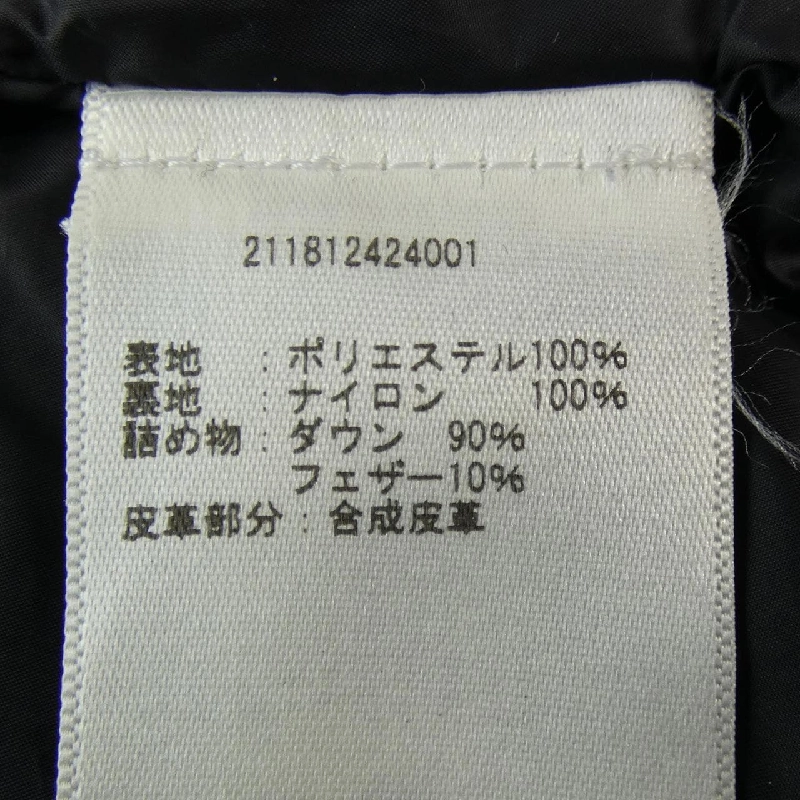 211812424001
表地 : ポリエステル100%
裏地 : ナイロン 100%
詰め物 : ダウン 90%
フェザー10%
皮革部分 : 合成皮革